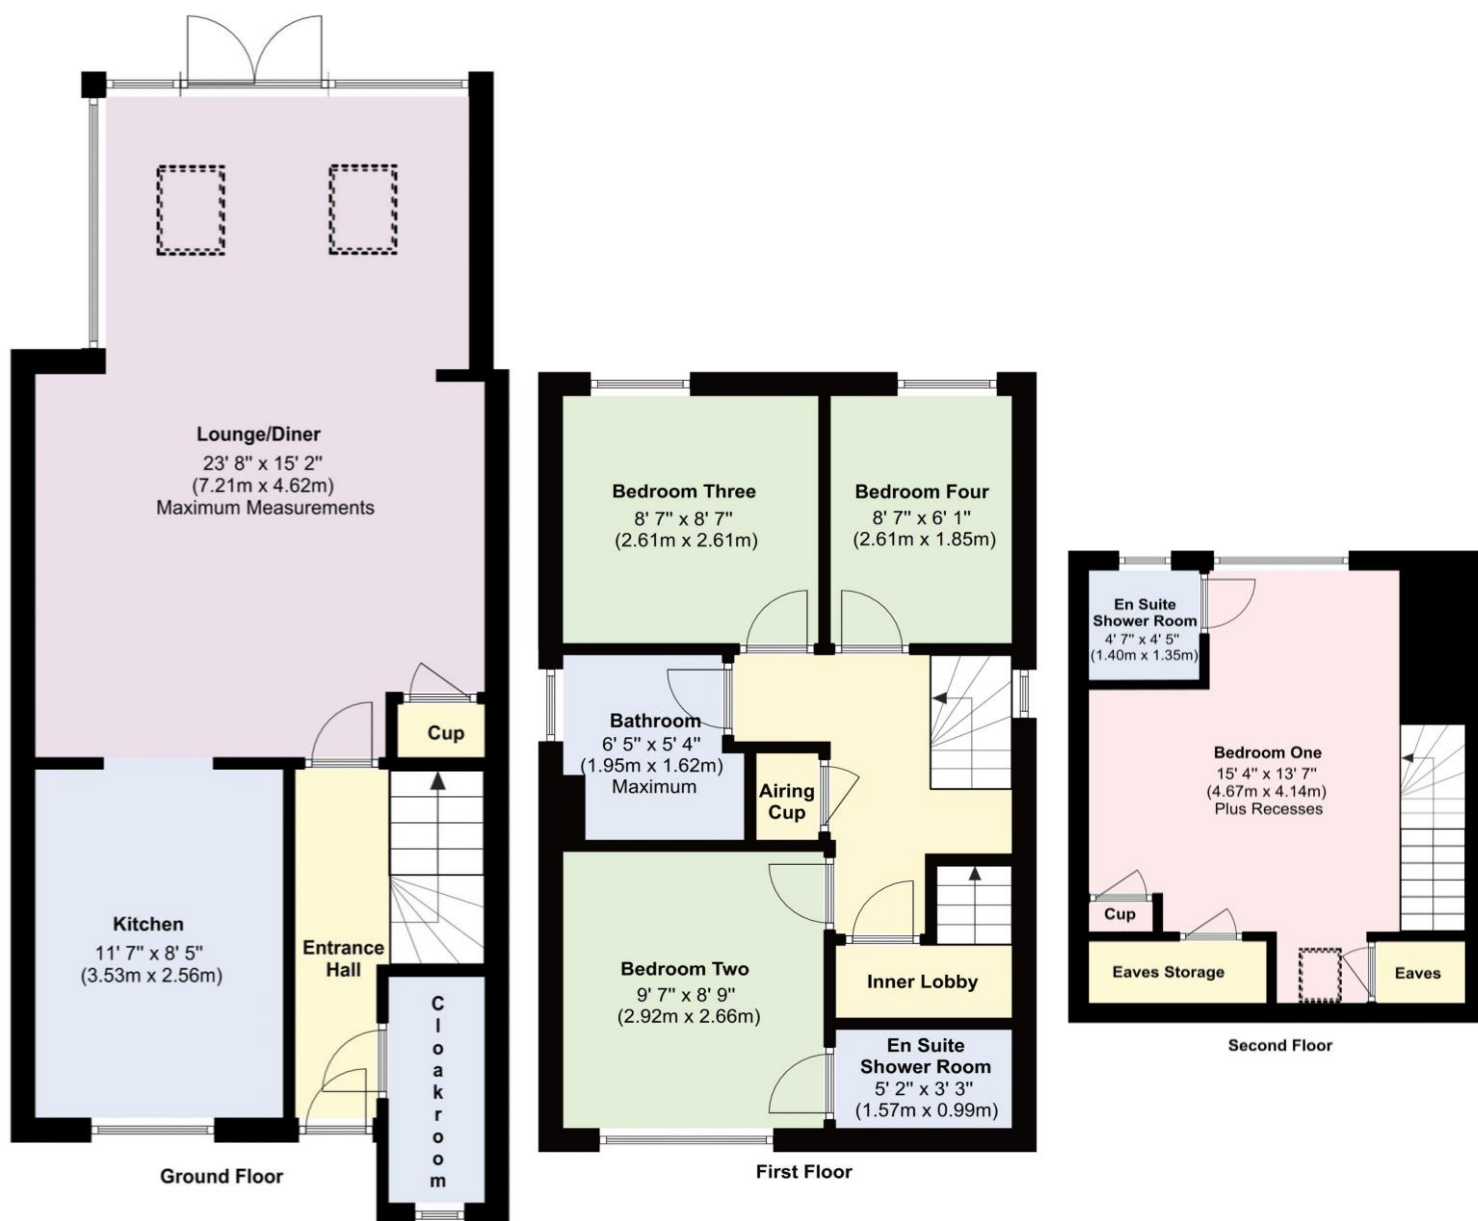 Lounge/Diner
23' 8" x 15' 2"
(7.21m x 4.62m)
Maximum Measurements
Cup
Kitchen
11' 7" x 8' 5"
(3.53m x 2.56m)
Entrance
Hall
Cloakroom
Ground Floor
Bedroom Three
8' 7" x 8' 7"
(2.61m x 2.61m)
Bedroom Four
8' 7" x 6' 1"
(2.61m x 1.85m)
Bathroom
6' 5" x 5' 4"
(1.95m x 1.62m)
Maximum
Airing
Cup
Bedroom Two
9' 7" x 8' 9"
(2.92m x 2.66m)
Inner Lobby
En Suite
Shower Room
5' 2" x 3' 3"
(1.57m x 0.99m)
First Floor
En Suite
Shower Room
4' 7" x 4' 5"
(1.40m x 1.35m)
Bedroom One
15' 4" x 13' 7"
(4.67m x 4.14m)
Plus Recesses
Cup
Eaves Storage
Eaves
Second Floor